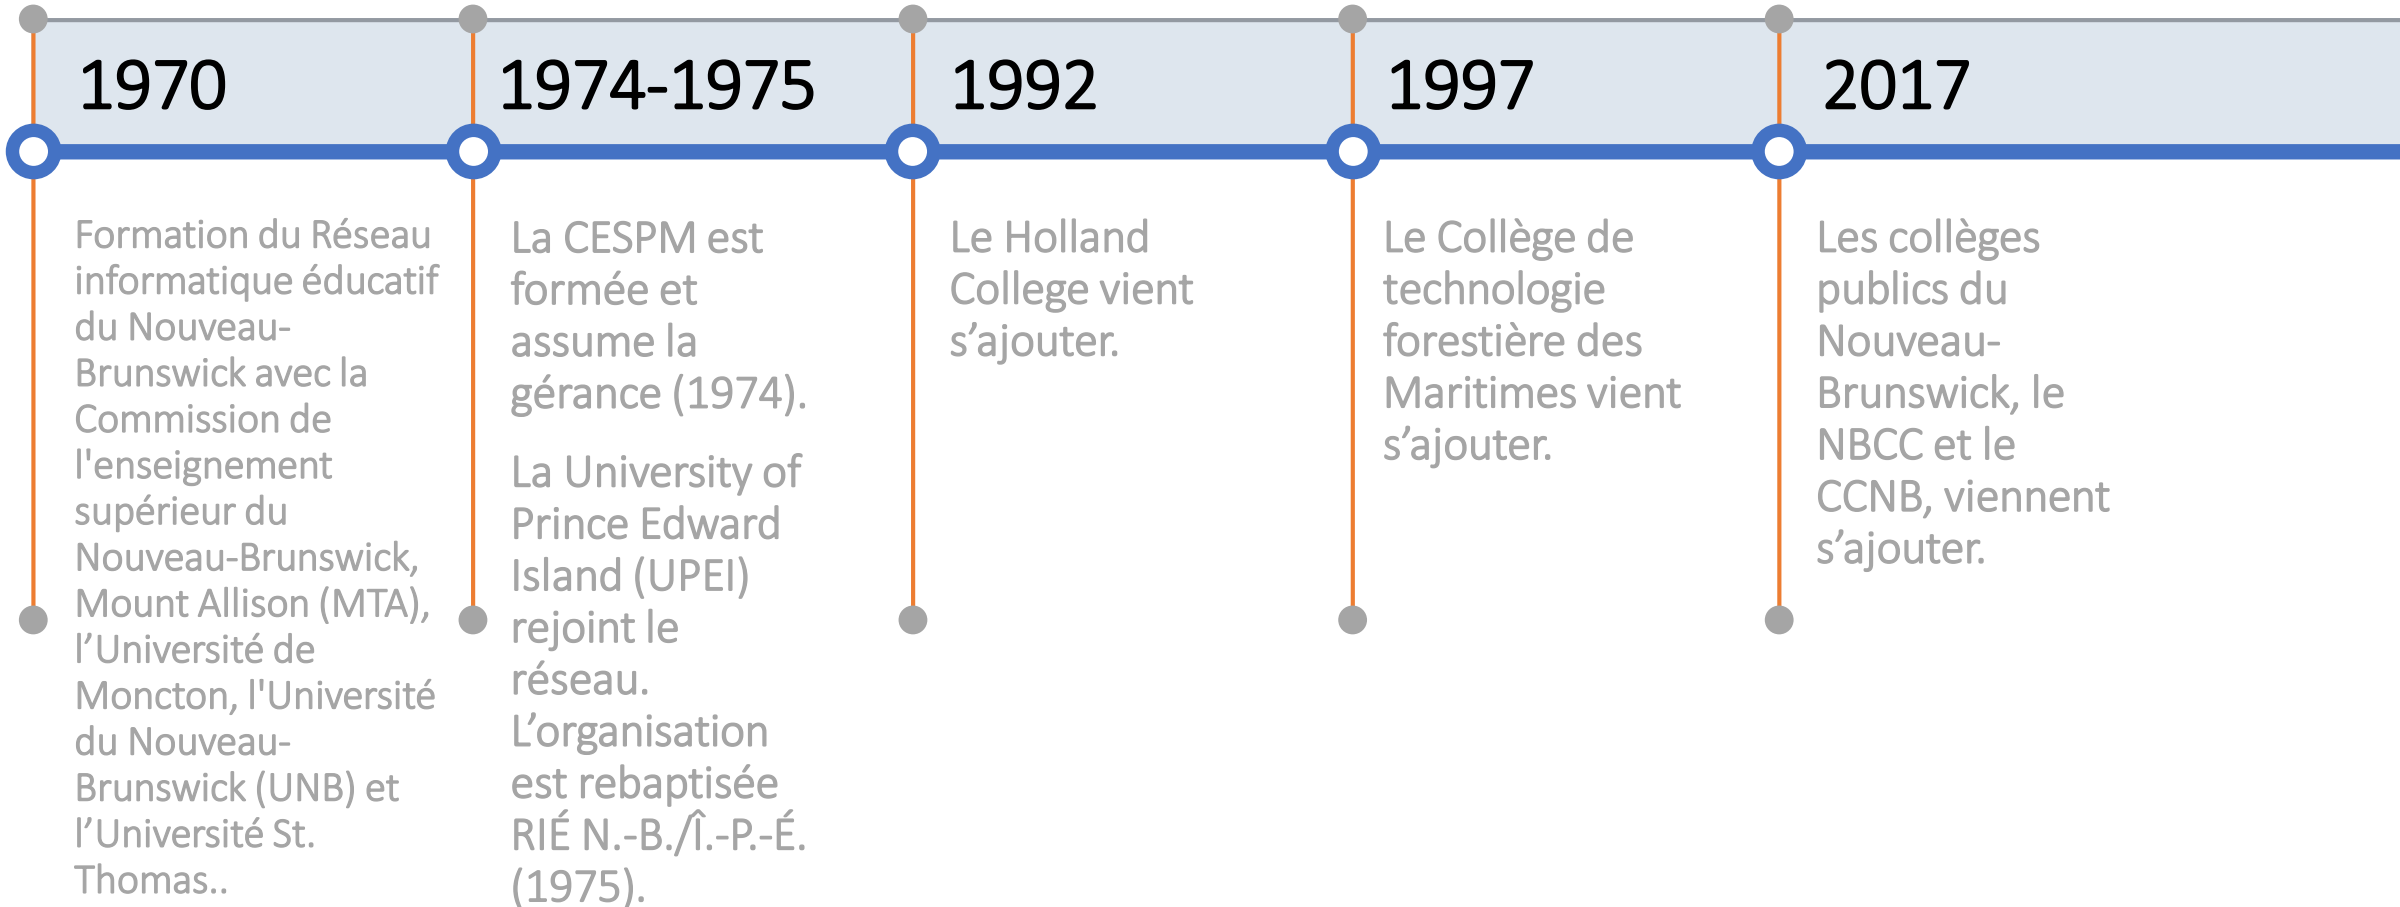 1970
Formation du Réseau
informatique éducatif
du Nouveau-
Brunswick avec la
Commission de
l'enseignement
supérieur du
Nouveau-Brunswick,
Mount Allison (MTA),
l’Université de
Moncton, l'Université
du Nouveau-
Brunswick (UNB) et
l’Université St.
Thomas..
1974-1975
La CESPM est
formée et
assume la
gérance (1974).
La University of
Prince Edward
Island (UPEI)
rejoint le
réseau.
L’organisation
est rebaptisée
RIÉ N.-B./Î.-P.-É.
(1975).
1992
Le Holland
College vient
s’ajouter.
1997
Le Collège de
technologie
forestière des
Maritimes vient
s’ajouter.
2017
Les collèges
publics du
Nouveau-
Brunswick, le
NBCC et le
CCNB, viennent
s’ajouter.